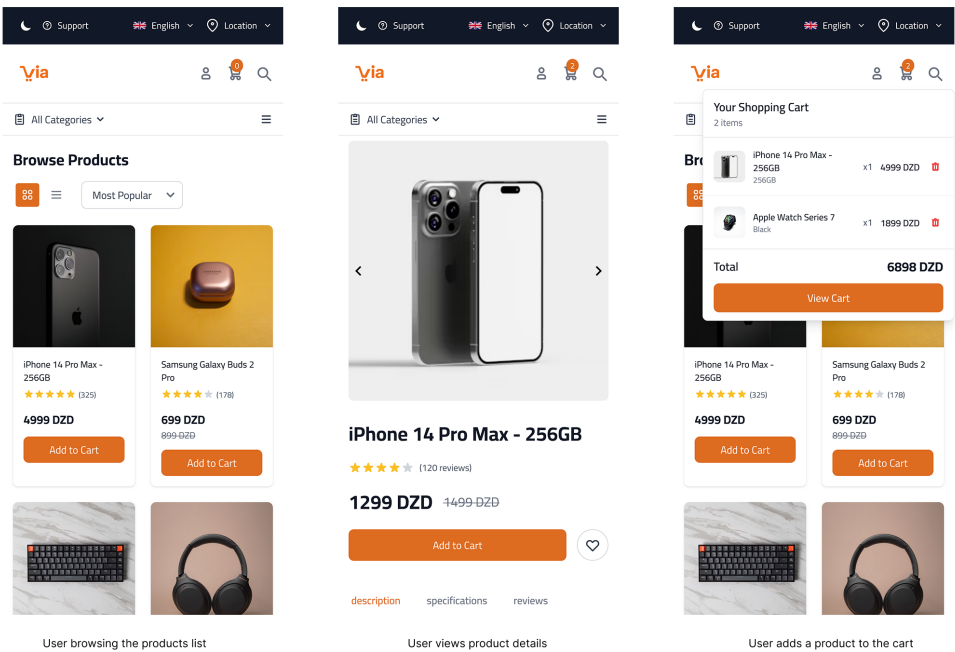 Support English Location
Via 0
All Categories
Browse Products
Most Popular
iPhone 14 Pro Max -
256GB
(325)
4999 DZD
Add to Cart
Samsung Galaxy Buds 2
Pro
(178)
699 DZD
899 DZD
Add to Cart
User browsing the products list
Support English Location
Via 2
All Categories
iPhone 14 Pro Max - 256GB
(120 reviews)
1299 DZD 1499 DZD
Add to Cart
description specifications reviews
User views product details
Support English Location
Via 2
Your Shopping Cart
2 items
iPhone 14 Pro Max -
256GB
256GB
x1 4999 DZD
Apple Watch Series 7
Black
x1 1899 DZD
Total 6898 DZD
View Cart
Bro
iPhone 14 Pro Max -
256GB
(325)
4999 DZD
Add to Cart
Samsung Galaxy Buds 2
Pro
(178)
699 DZD
899 DZD
Add to Cart
User adds a product to the cart